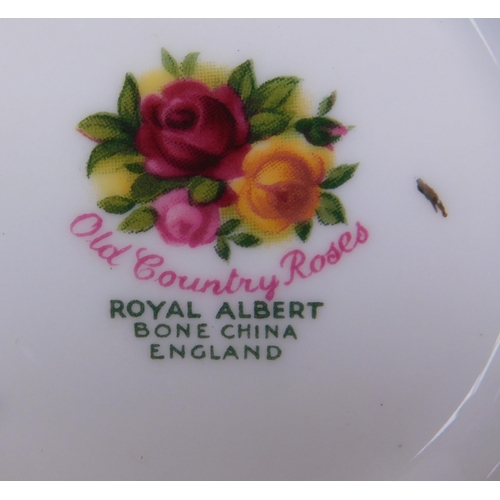 Old Country Roses
ROYAL ALBERT
BONE CHINA
ENGLAND